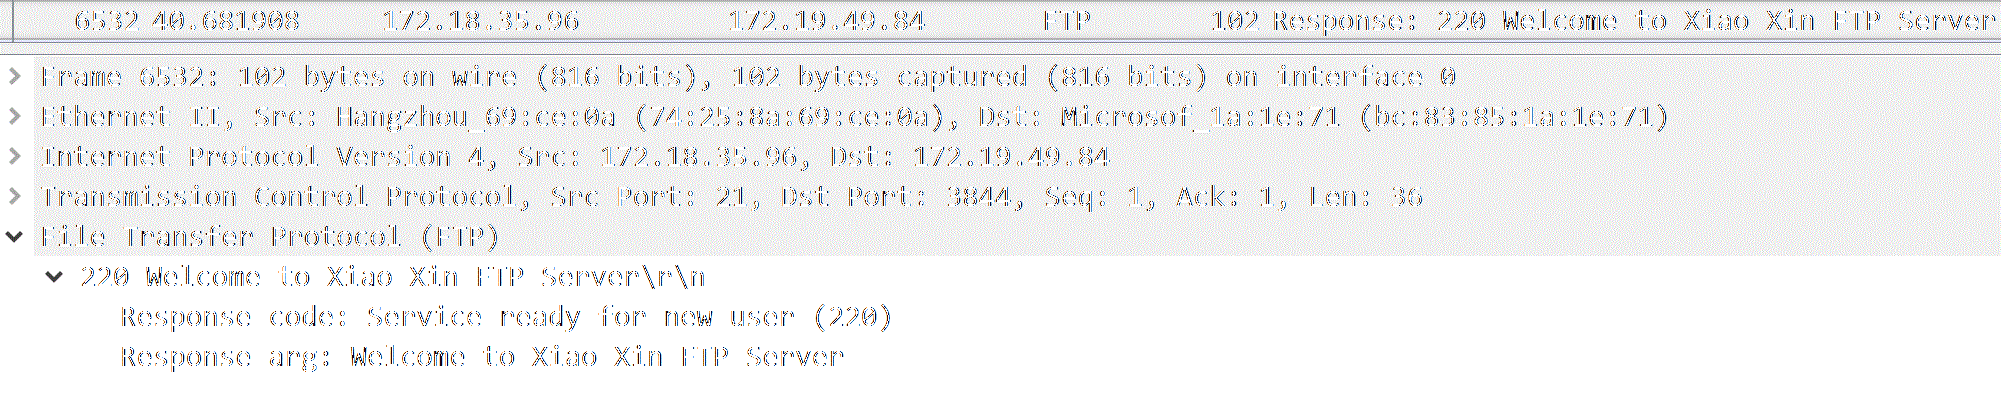 6532 40.681908 172.18.35.96 172.19.49.84 FTP 102 Response: 220 Welcome to Xiao Xin FTP Server
Frame 6532: 102 bytes on wire (816 bits), 102 bytes captured (816 bits) on interface 0
Ethernet II, Src: Hangzhou_69:ce:0a (74:25:8a:69:ce:0a), Dst: Microsof_1a:1e:71 (bc:83:85:1a:1e:71)
Internet Protocol Version 4, Src: 172.18.35.96, Dst: 172.19.49.84
Transmission Control Protocol, Src Port: 21, Dst Port: 3844, Seq: 1, Ack: 1, Len: 36
File Transfer Protocol (FTP)
220 Welcome to Xiao Xin FTP Server\r\n
Response code: Service ready for new user (220)
Response arg: Welcome to Xiao Xin FTP Server